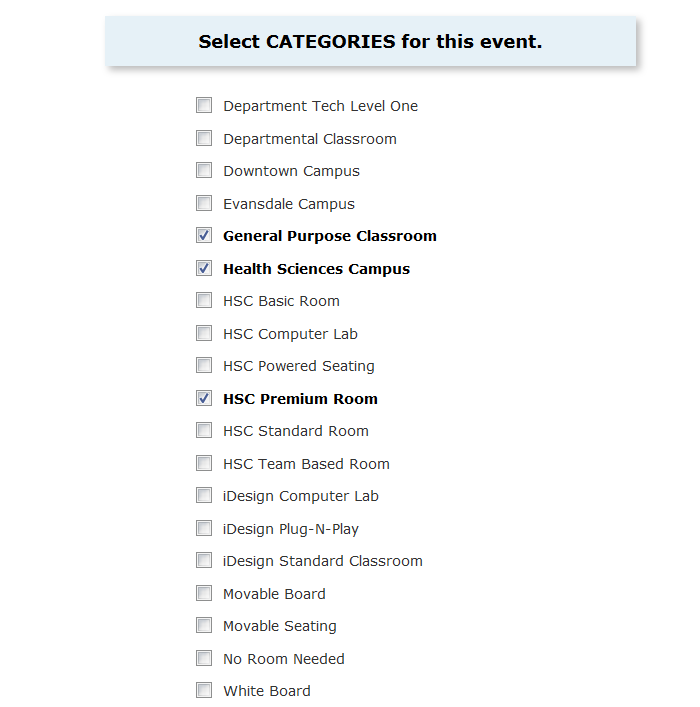 Select CATEGORIES for this event.
Department Tech Level One
Departmental Classroom
Downtown Campus
Evansdale Campus
General Purpose Classroom
Health Sciences Campus
HSC Basic Room
HSC Computer Lab
HSC Powered Seating
HSC Premium Room
HSC Standard Room
HSC Team Based Room
iDesign Computer Lab
iDesign Plug-N-Play
iDesign Standard Classroom
Movable Board
Movable Seating
No Room Needed
White Board